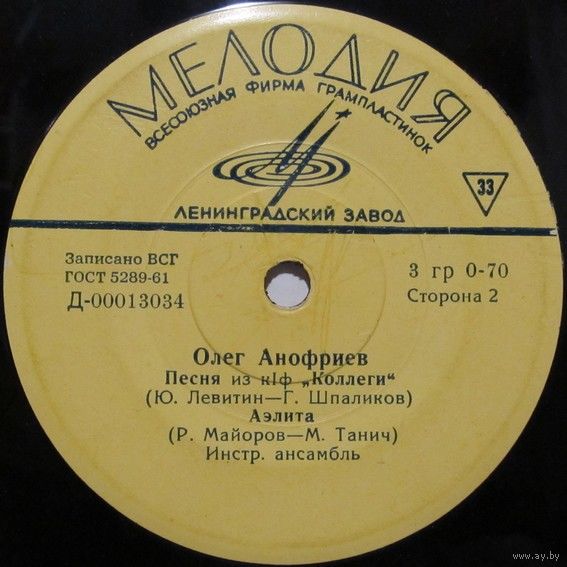 МЕЛОДИЯ
ВСЕСОЮЗНАЯ ФИРМА ГРАМПЛАСТИНОК
33
ЛЕНИНГРАДСКИЙ ЗАВОД
Записано ВСГ
ГОСТ 5289-61
Д-00013034
3 гр 0-70
Сторона 2
Олег Анофриев
Песня из к/ф „Коллеги“
(Ю. Левитин—Г. Шпаликов)
Аэлита
(Р. Майоров—М. Танич)
Инстр. ансамбль
www.ay.by